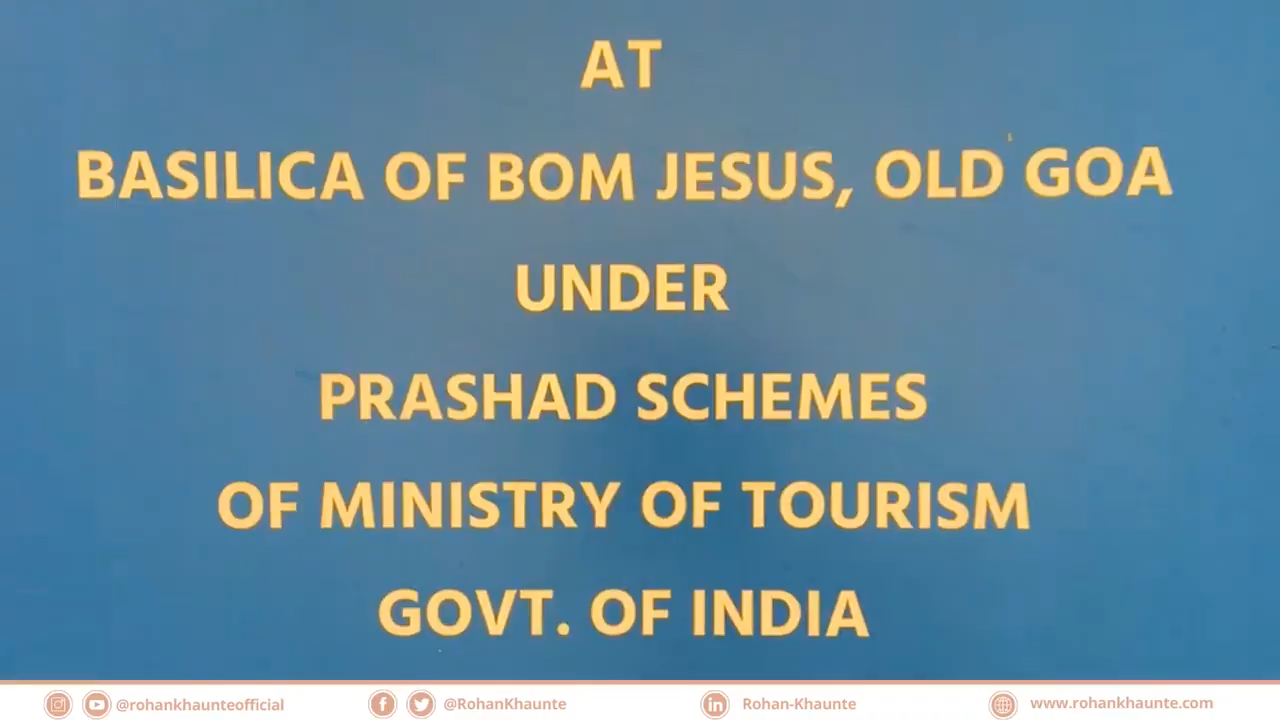 AT
BASILICA OF BOM JESUS, OLD GOA
UNDER
PRASHAD SCHEMES
OF MINISTRY OF TOURISM
GOVT. OF INDIA
@rohankhaunteofficial @RohanKhaunte Rohan-Khaunte www.rohankhaunte.com